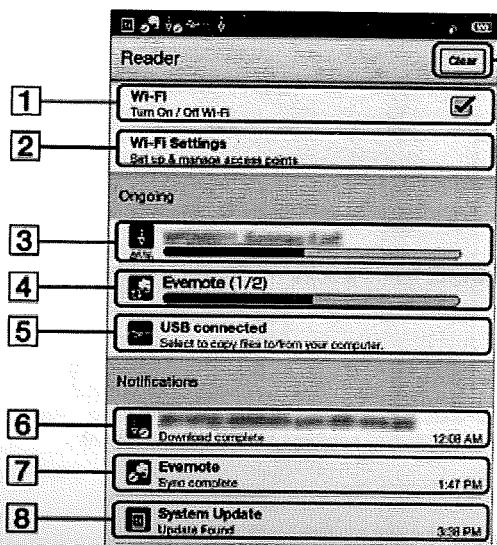 Reader
Clear
1
Wi-Fi
Turn On / Off Wi-Fi
2
Wi-Fi Settings
Set up & manage access points
Ongoing
3
4
Evernote (1/2)
5
USB connected
Select to copy files to/from your computer.
Notifications
6
Download complete
12:08 AM
7
Evernote
Sync complete
1:47 PM
8
System Update
Update Found
3:38 PM